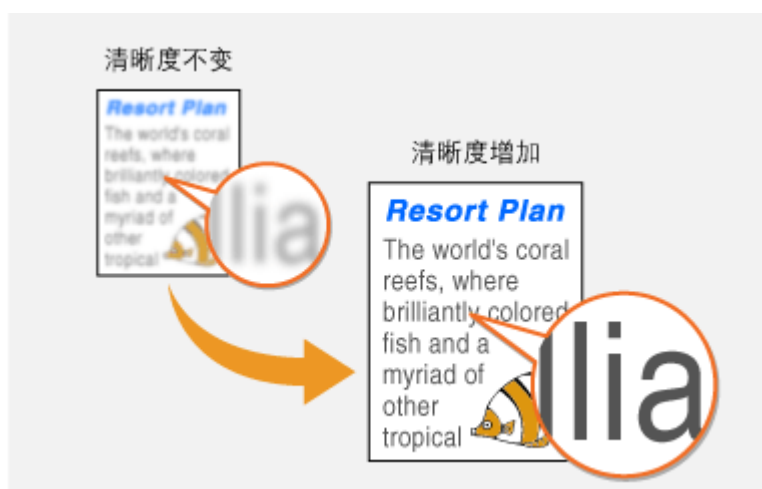 清晰度不变
Resort Plan
The world's coral
reefs, where
brilliantly colored
fish and a
myriad of
other
tropical
llia
清晰度增加
Resort Plan
The world's coral
reefs, where
brilliantly colored
fish and a
myriad of
other
tropical
llia